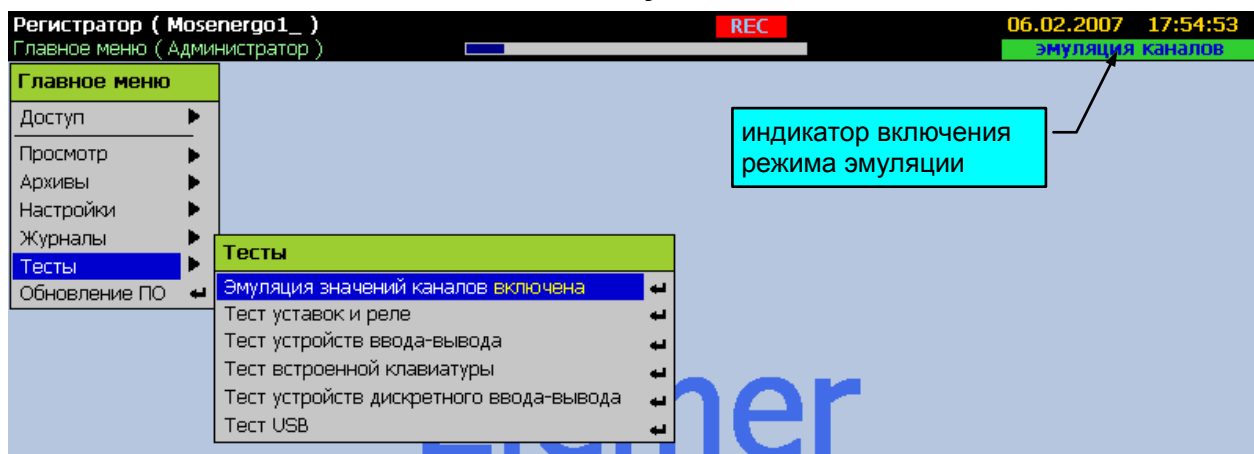 Регистратор ( Mosenergo1_ )
REC
06.02.2007 17:54:53
Главное меню ( Администратор )
эмуляция каналов
Главное меню
Доступ
Просмотр
Архивы
Настройки
Журналы
Тесты
Обновление ПО
индикатор включения
режима эмуляции
Тесты
Эмуляция значений каналов включена
Тест уставок и реле
Тест устройств ввода-вывода
Тест встроенной клавиатуры
Тест устройств дискретного ввода-вывода
Тест USB